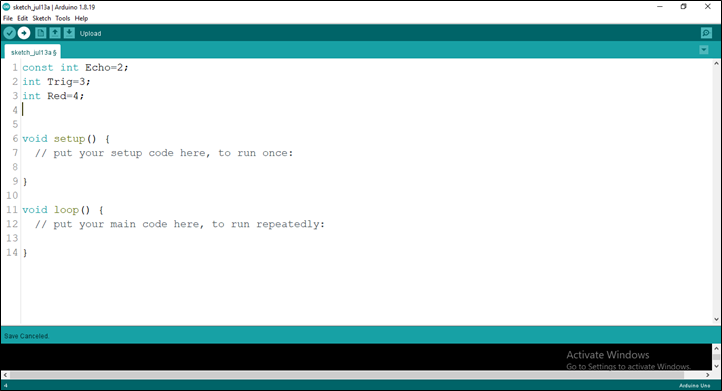 sketch_jul13a | Arduino 1.8.19
File Edit Sketch Tools Help
Upload
sketch_jul13a §
1 const int Echo=2;
2 int Trig=3;
3 int Red=4;
4
5
6 void setup() {
7 // put your setup code here, to run once:
8
9 }
10
11 void loop() {
12 // put your main code here, to run repeatedly:
13
14 }
Save Canceled.
Activate Windows
Go to Settings to activate Windows.
4 Arduino Uno